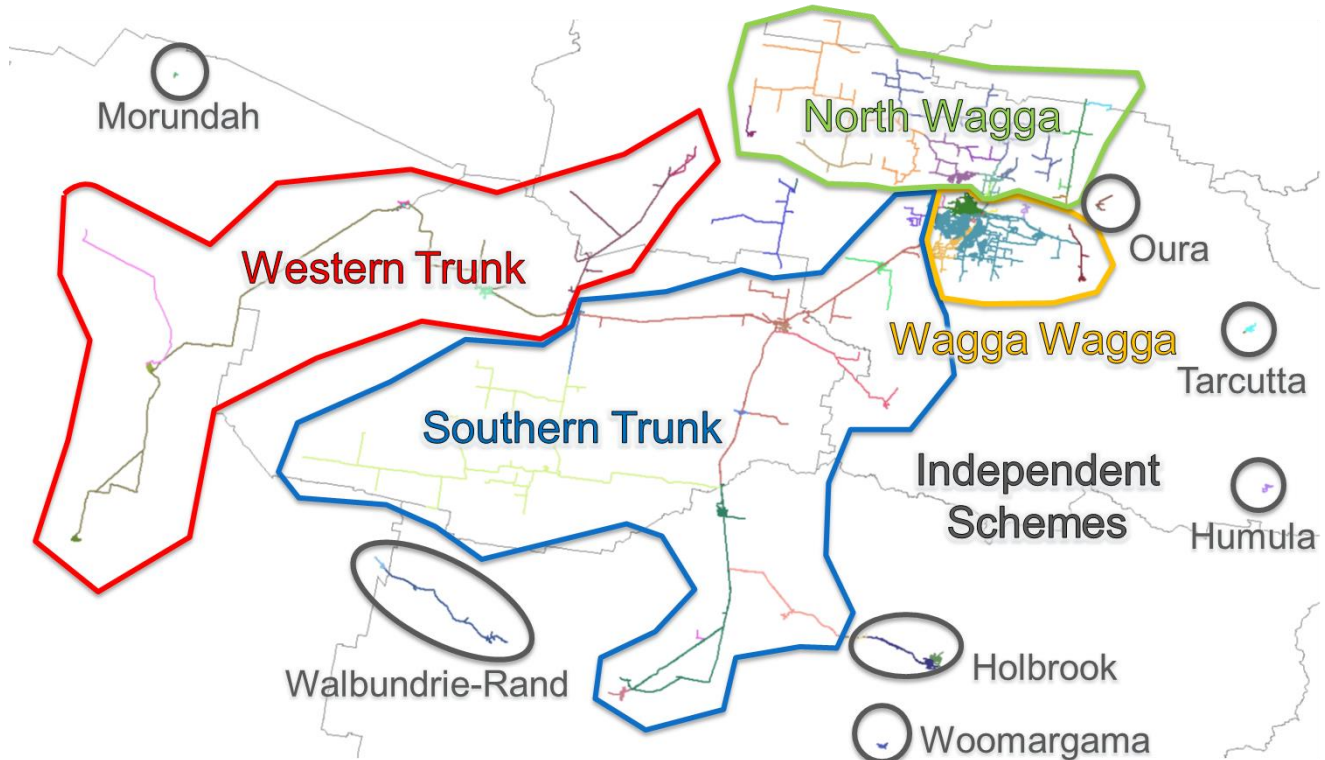 Morundah
North Wagga
Oura
Western Trunk
Wagga Wagga
Tarcutta
Southern Trunk
Independent
Schemes
Humula
Walbundrie-Rand
Holbrook
Woomargama